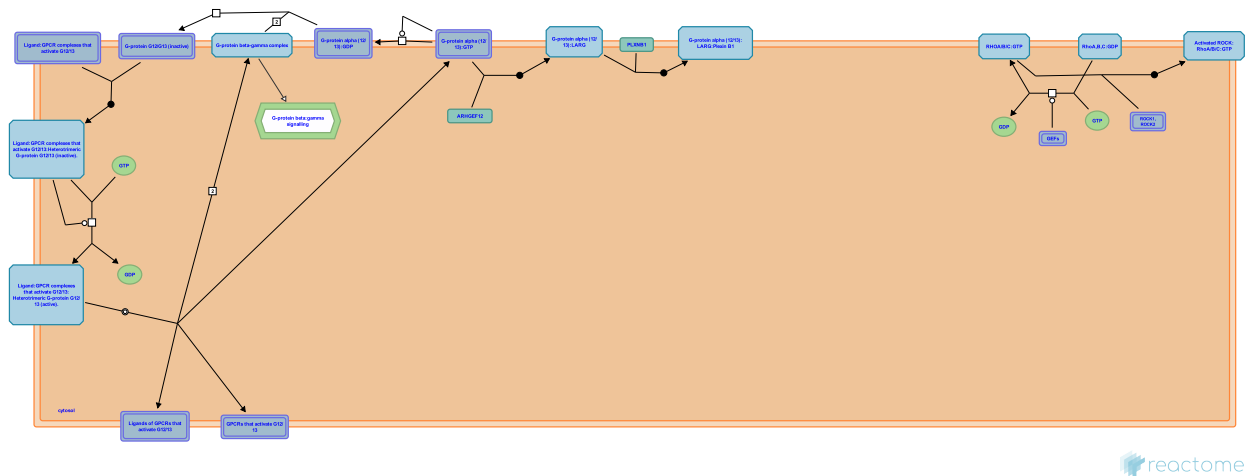 Ligand:GPCR complexes that
activate G12/13
G-protein G12/G13 (inactive)
2
G-protein beta-gamma complex
G-protein alpha (12/
13):GDP
G-protein alpha (12/
13):GTP
G-protein alpha (12/
13):LARG
PLXNB1
G-protein alpha (12/13):
LARG:Plexin B1
RHOA/B/C:GTP
RhoA,B,C :GDP
Activated ROCK:
RhoA/B/C:GTP
G-protein beta:gamma
signalling
ARHGEF12
GDP
GEFs
GTP
ROCK1,
ROCK2
Ligand:GPCR complexes that
activate G12/13:Heterotrimeric
G-protein G12/13 (inactive).
GTP
2
GDP
Ligand:GPCR complexes
that activate G12/13:
Heterotrimeric G-protein G12/
13 (active).
cytosol
Ligands of GPCRs that
activate G12/13
GPCRs that activate G12/
13
reactome